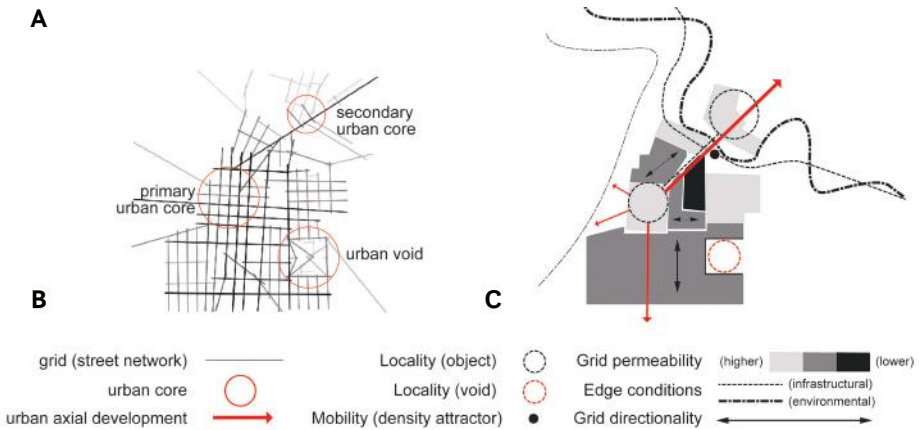 A
secondary
urban core
primary
urban core
urban void
B
C
grid (street network)
urban core
urban axial development
Locality (object)
Locality (void)
Mobility (density attractor)
Grid permeability
(higher)
(lower)
Edge conditions
(infrastructural)
(environmental)
Grid directionality